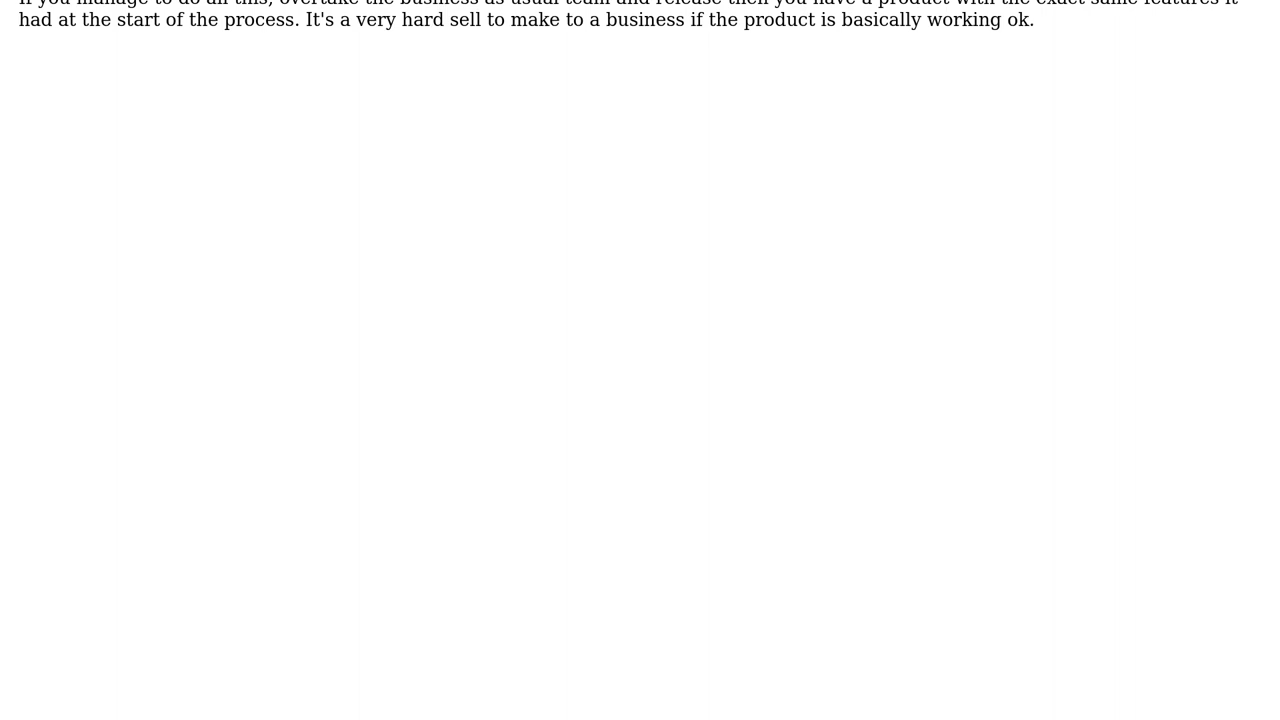 If you manage to do all this, overtake the business as usual team and release then you have a product with the exact same features it
had at the start of the process. It's a very hard sell to make to a business if the product is basically working ok.